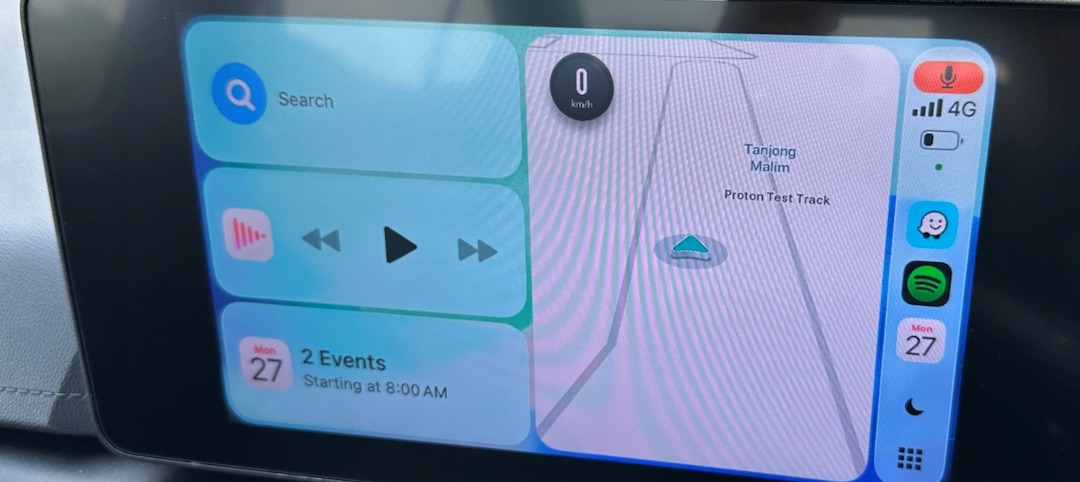 Search
Mon
27
2 Events
Starting at 8:00 AM
0
km/h
Tanjong
Malim
Proton Test Track
4G
Mon
27